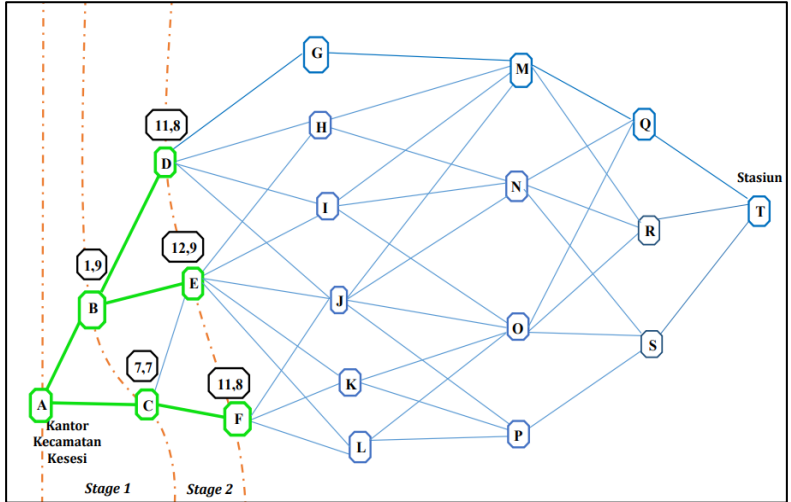 G
M
11,8
H
Q
D
Stasiun
I
N
T
12,9
R
1,9
E
J
B
O
S
7,7
11,8
K
A
C
F
Kantor
Kecamatan
Kesesi
L
P
Stage 1
Stage 2